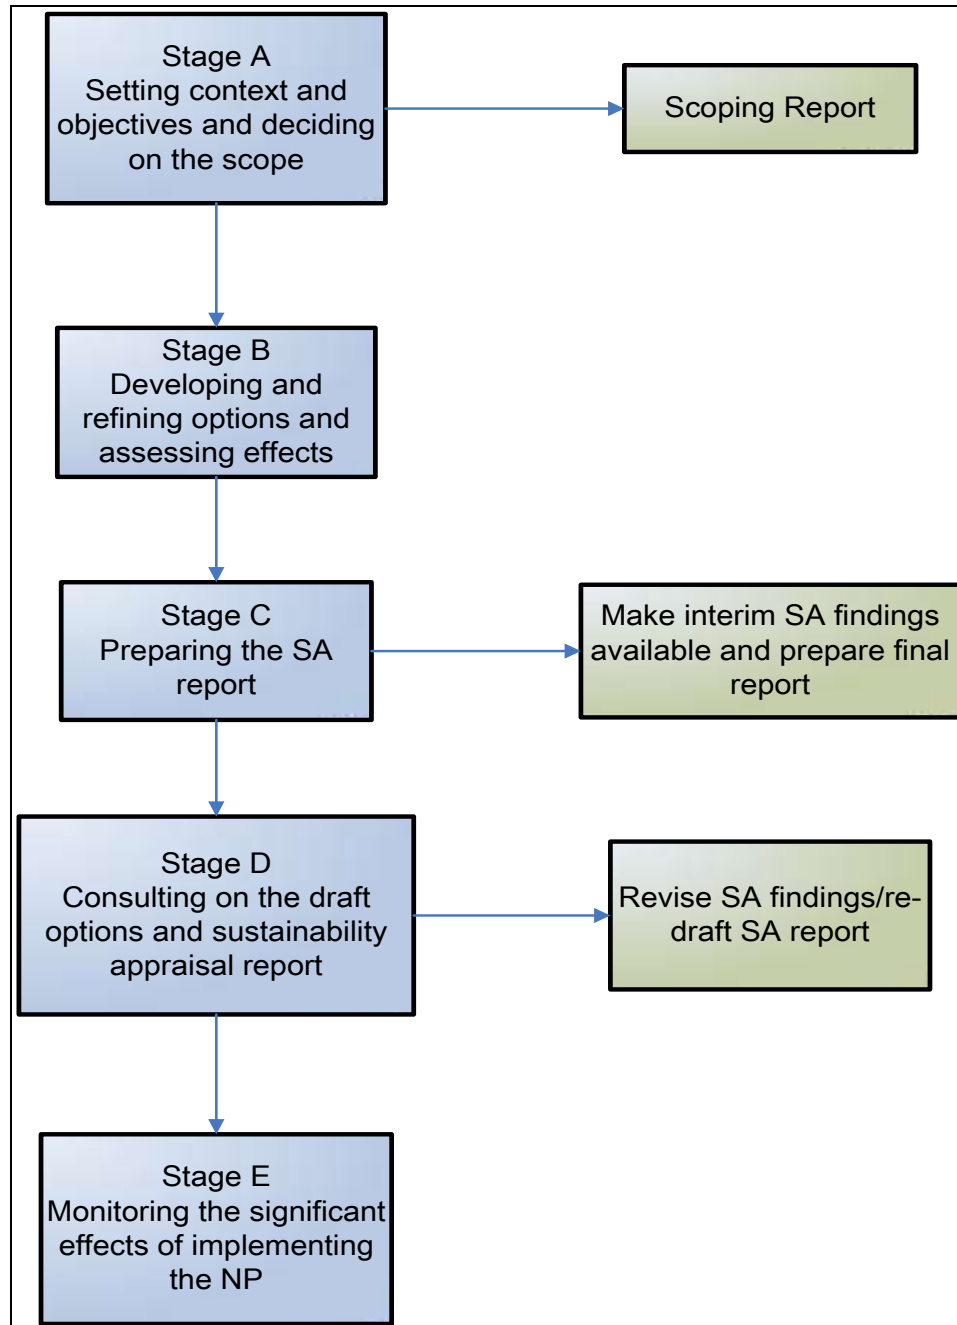 Stage A
Setting context and
objectives and deciding
on the scope
Scoping Report
Stage B
Developing and
refining options and
assessing effects
Stage C
Preparing the SA
report
Make interim SA findings
available and prepare final
report
Stage D
Consulting on the draft
options and sustainability
appraisal report
Revise SA findings/re-
draft SA report
Stage E
Monitoring the significant
effects of implementing
the NP